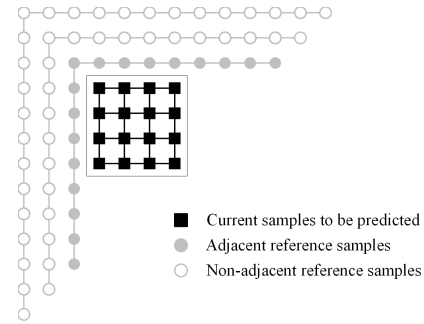 Current samples to be predicted
Adjacent reference samples
Non-adjacent reference samples